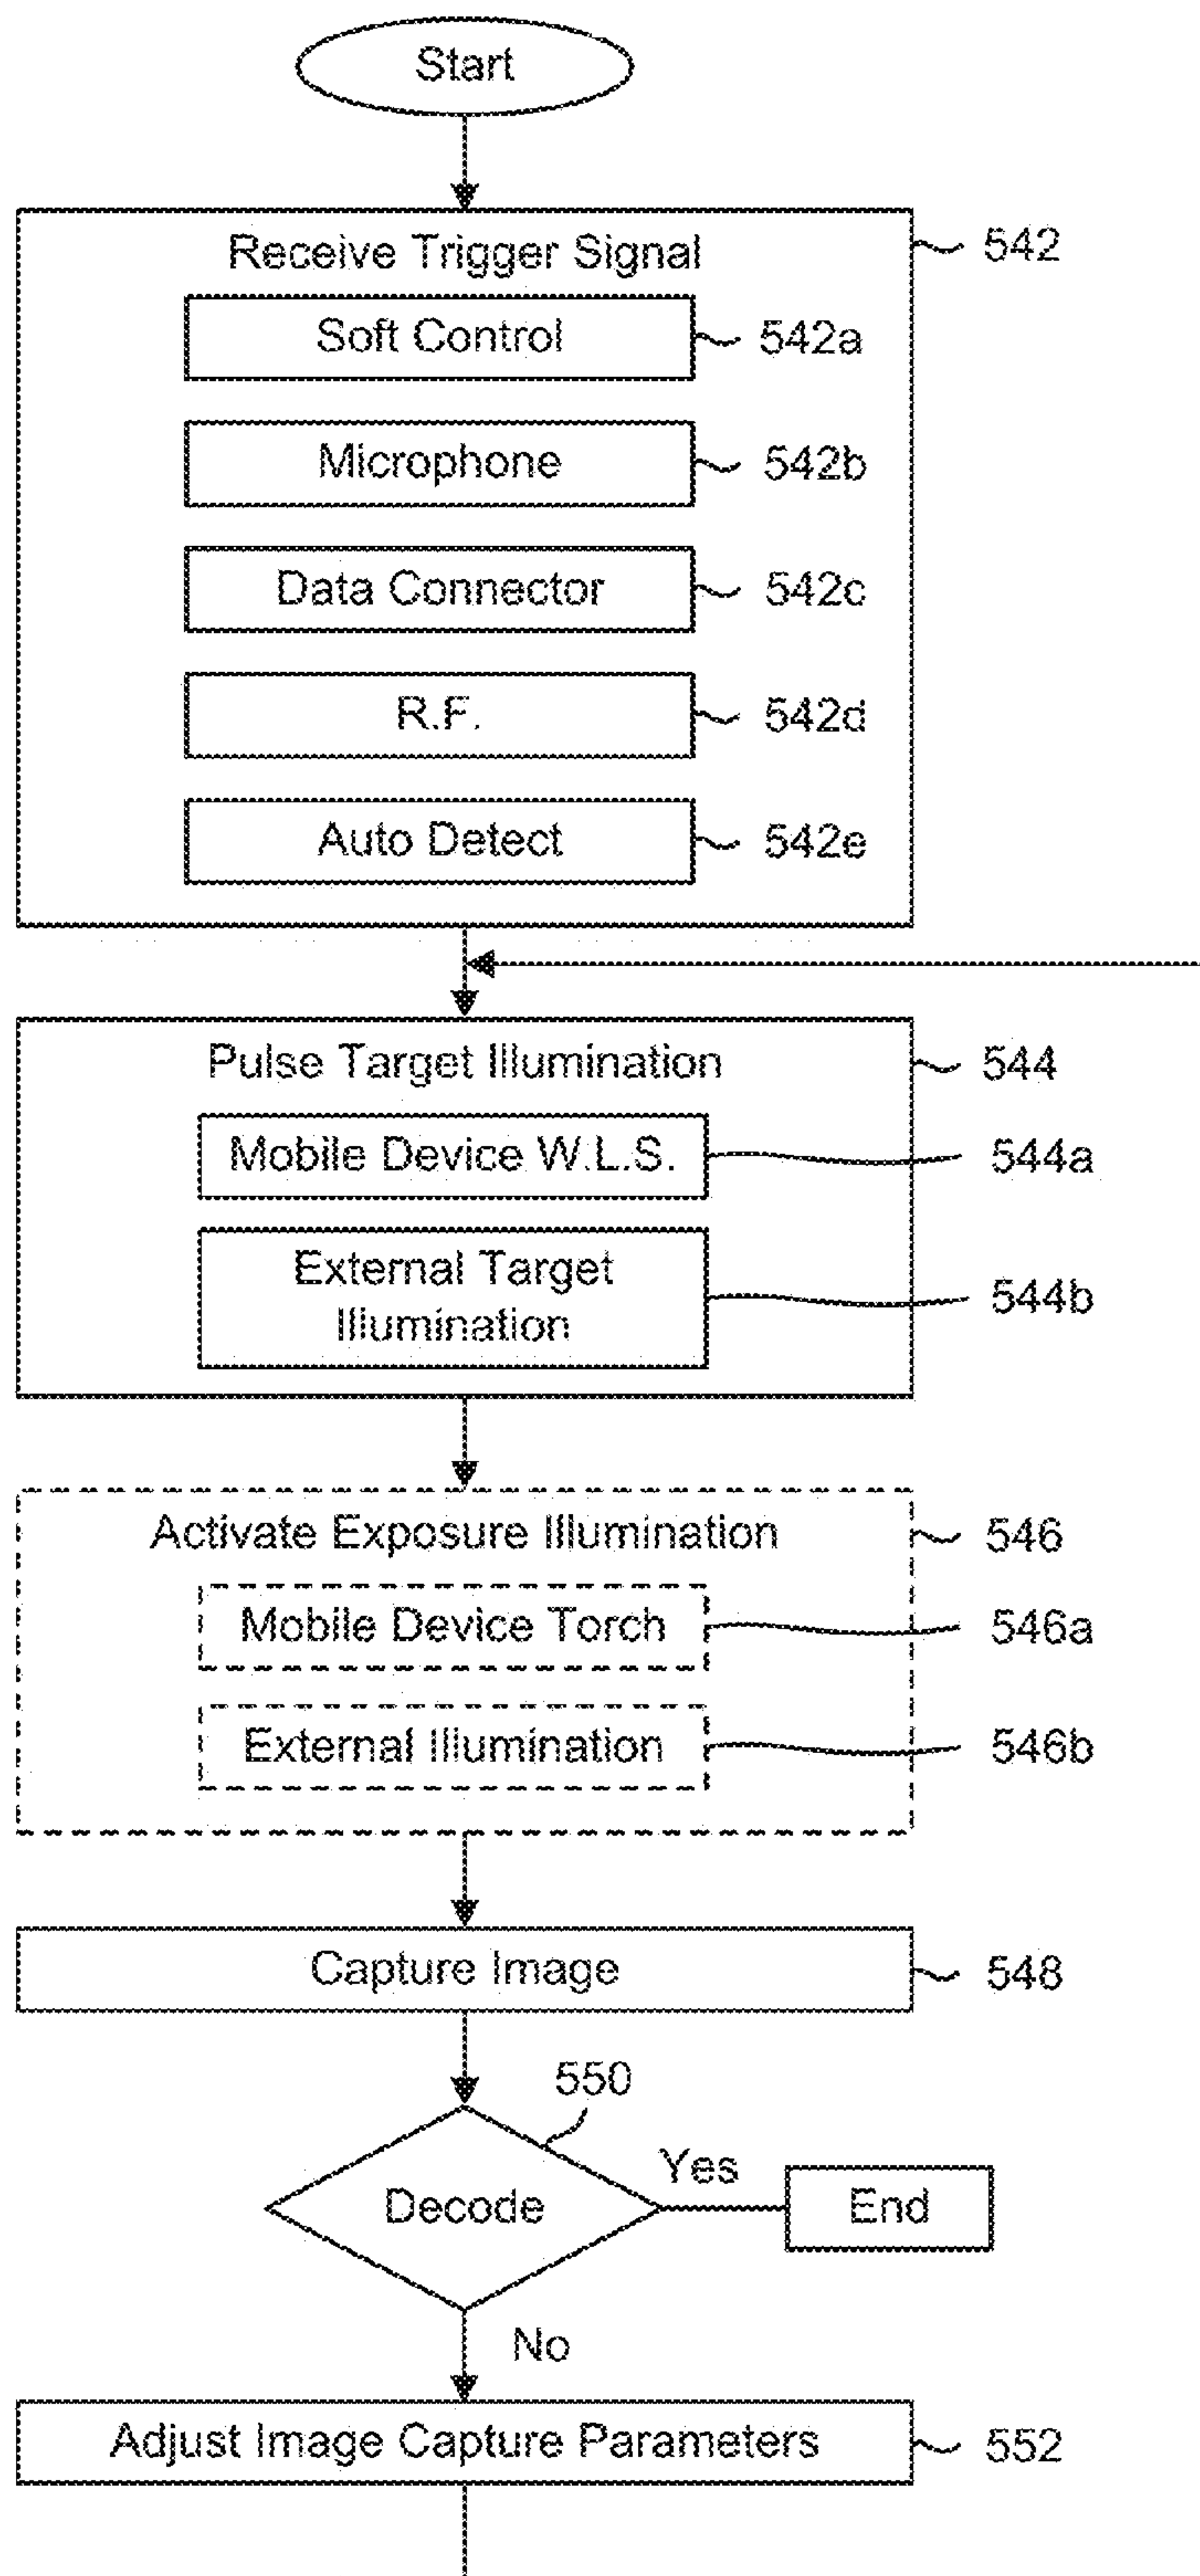 Start
Receive Trigger Signal
542
Soft Control
542a
Microphone
542b
Data Connector
542c
R.F.
542d
Auto Detect
542e
Pulse Target Illumination
544
Mobile Device W.L.S.
544a
External Target
Illumination
544b
Activate Exposure Illumination
546
Mobile Device Torch
546a
External Illumination
546b
Capture Image
548
550
Decode
Yes
End
No
Adjust Image Capture Parameters
552